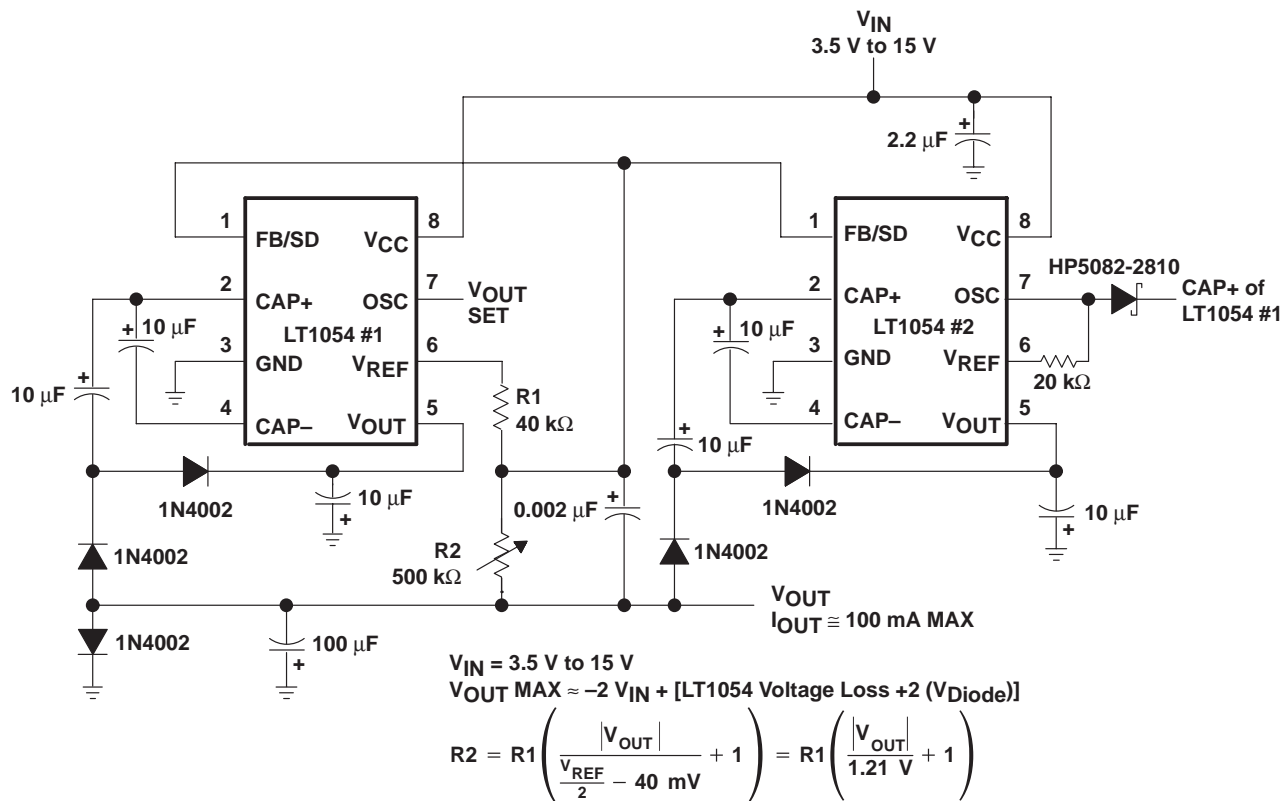 VIN
3.5 V to 15 V
2.2 μF
+
1
FB/SD
8
VCC
2
CAP+
7
OSC
VOUT
SET
LT1054 #1
3
GND
6
VREF
4
CAP–
5
VOUT
10 μF
+
10 μF
+
R1
40 kΩ
1N4002
10 μF
+
0.002 μF
+
R2
500 kΩ
1N4002
1N4002
100 μF
+
1
FB/SD
8
VCC
2
CAP+
7
OSC
HP5082-2810
CAP+ of
LT1054 #1
LT1054 #2
3
GND
6
VREF
20 kΩ
4
CAP–
5
VOUT
10 μF
+
10 μF
+
1N4002
10 μF
+
1N4002
VOUT
IOUT ≅ 100 mA MAX
VIN = 3.5 V to 15 V
VOUT MAX ≈ –2 VIN + [LT1054 Voltage Loss +2 (VDiode)]
R2 = R1 ( |VOUT| / (VREF/2 – 40 mV) + 1 ) = R1 ( |VOUT| / 1.21 V + 1 )